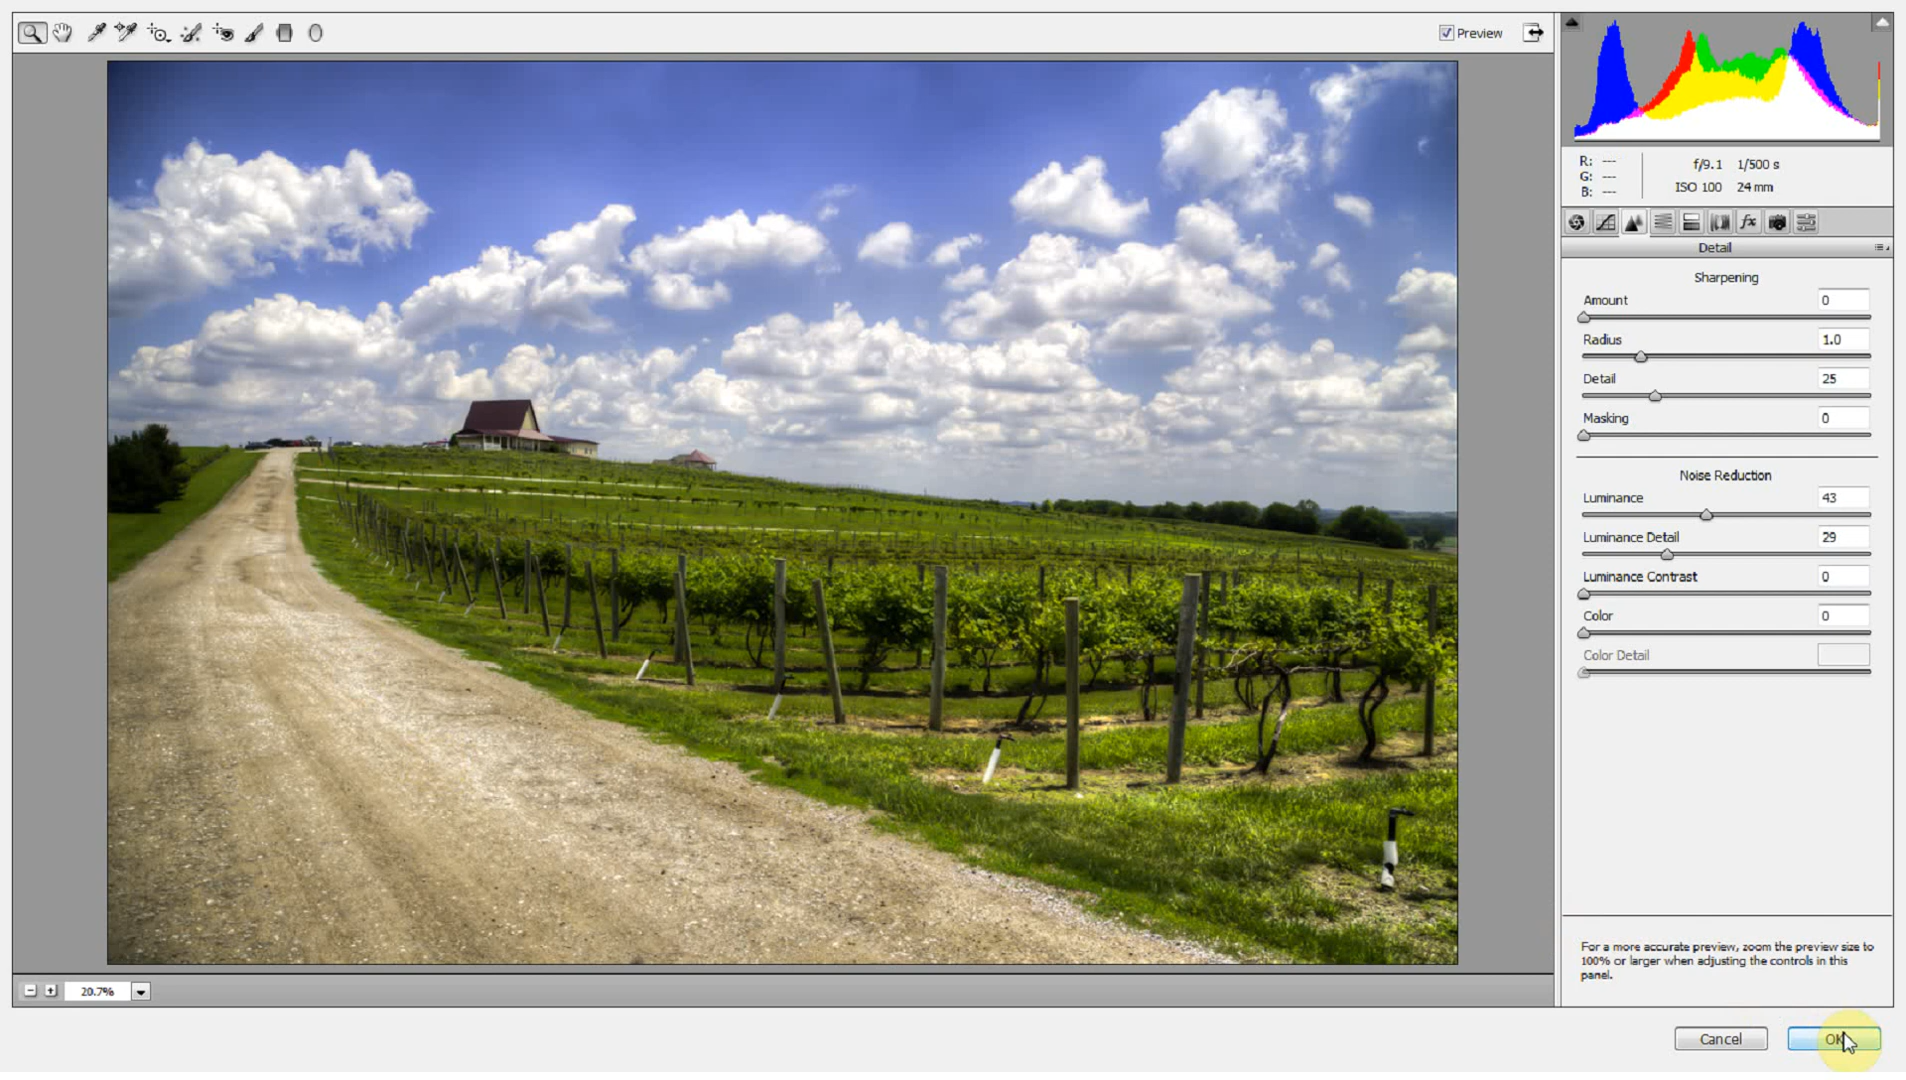 Preview
R: ---
G: ---
B: ---
f/9.1 1/500 s
ISO 100 24 mm
fx
Detail
Sharpening
Amount 0
Radius 1.0
Detail 25
Masking 0
Noise Reduction
Luminance 43
Luminance Detail 29
Luminance Contrast 0
Color 0
Color Detail
For a more accurate preview, zoom the preview size to
100% or larger when adjusting the controls in this
panel.
20.7%
Cancel
OK